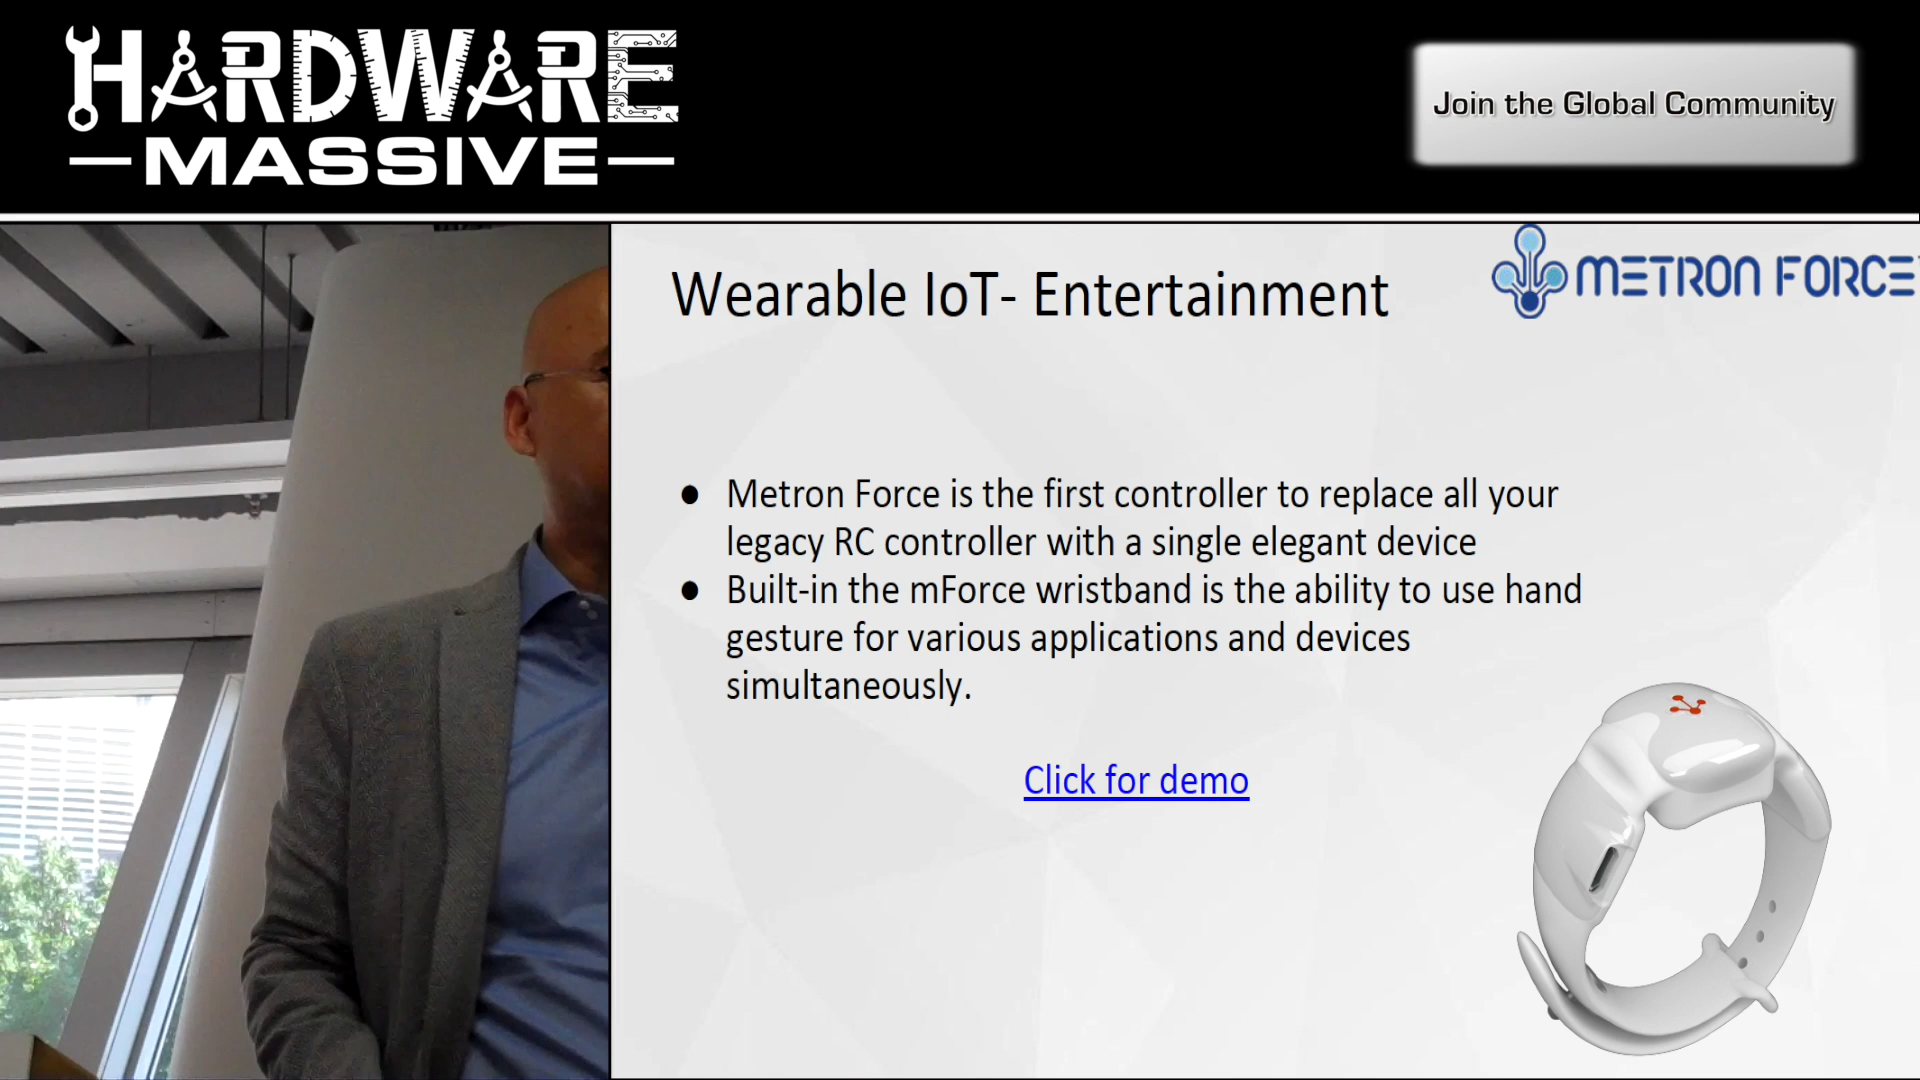 HARDWARE
MASSIVE
Join the Global Community
METRON FORCE
Wearable IoT- Entertainment
● Metron Force is the first controller to replace all your
legacy RC controller with a single elegant device
● Built-in the mForce wristband is the ability to use hand
gesture for various applications and devices
simultaneously.
Click for demo